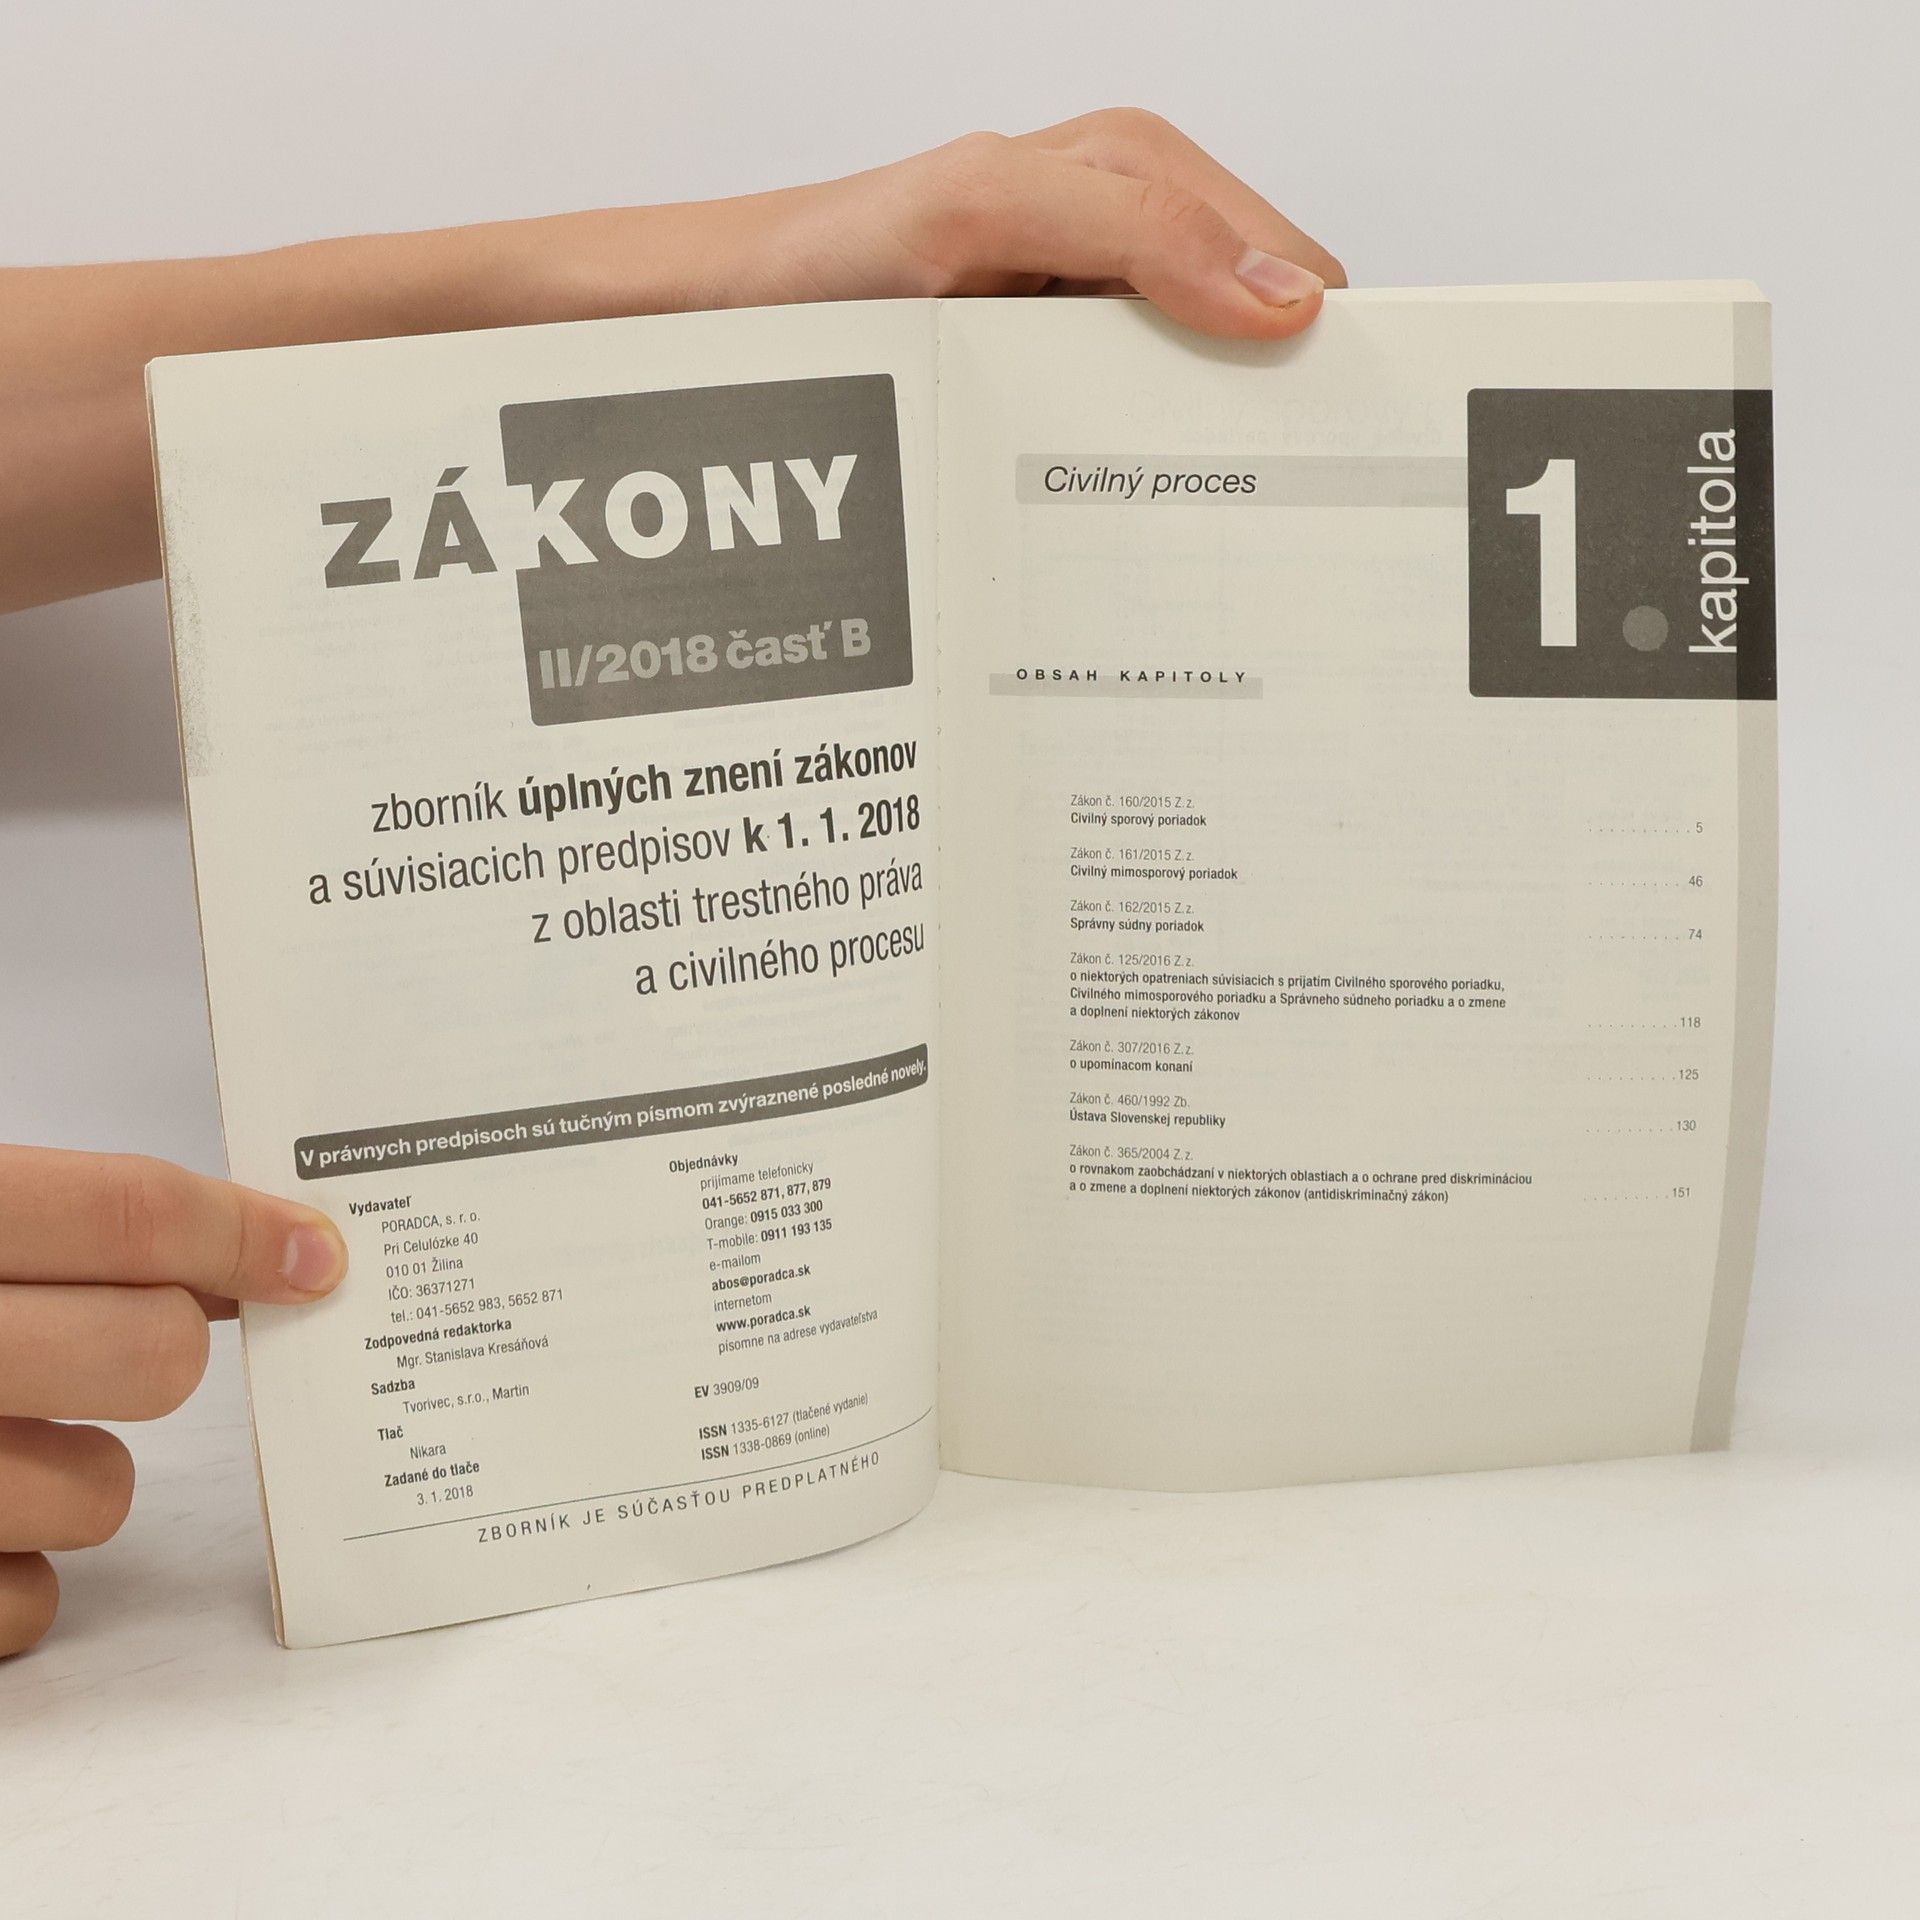 ZÁKONY
II/2018 časť B
zborník úplných znení zákonov
a súvisiacich predpisov k 1. 1. 2018
z oblasti trestného práva
a civilného procesu
V právnych predpisoch sú tučným písmom zvýraznené posledné novely.
Vydavateľ
PORADCA, s. r. o.
Pri Celulózke 40
010 01 Žilina
IČO: 36371271
tel.: 041-5652 983, 5652 871
Zodpovedná redaktorka
Mgr. Stanislava Kresáňová
Sadzba
Tvorivec, s.r.o., Martin
Tlač
Nikara
Zadané do tlače
3. 1. 2018
Objednávky
prijímame telefonicky
041-5652 871, 877, 879
Orange: 0915 033 300
T-mobile: 0911 193 135
e-mailom
abos@poradca.sk
internetom
www.poradca.sk
písomne na adrese vydavateľstva
EV 3909/09
ISSN 1335-6127 (tlačené vydanie)
ISSN 1338-0869 (online)
ZBORNÍK JE SÚČASŤOU PREDPLATNÉHO
Civilný proces
1.
kapitola
OBSAH KAPITOLY
Zákon č. 160/2015 Z. z.
Civilný sporový poriadok . . . . . . . . . . 5
Zákon č. 161/2015 Z. z.
Civilný mimosporový poriadok . . . . . . . . . 46
Zákon č. 162/2015 Z. z.
Správny súdny poriadok . . . . . . . . . 74
Zákon č. 125/2016 Z. z.
o niektorých opatreniach súvisiacich s prijatím Civilného sporového poriadku,
Civilného mimosporového poriadku a Správneho súdneho poriadku a o zmene
a doplnení niektorých zákonov . . . . . . . . . 118
Zákon č. 307/2016 Z. z.
o upomínacom konaní . . . . . . . . . 125
Zákon č. 460/1992 Zb.
Ústava Slovenskej republiky . . . . . . . . . 130
Zákon č. 365/2004 Z. z.
o rovnakom zaobchádzaní v niektorých oblastiach a o ochrane pred diskrimináciou
a o zmene a doplnení niektorých zákonov (antidiskriminačný zákon) . . . . . . . . . 151